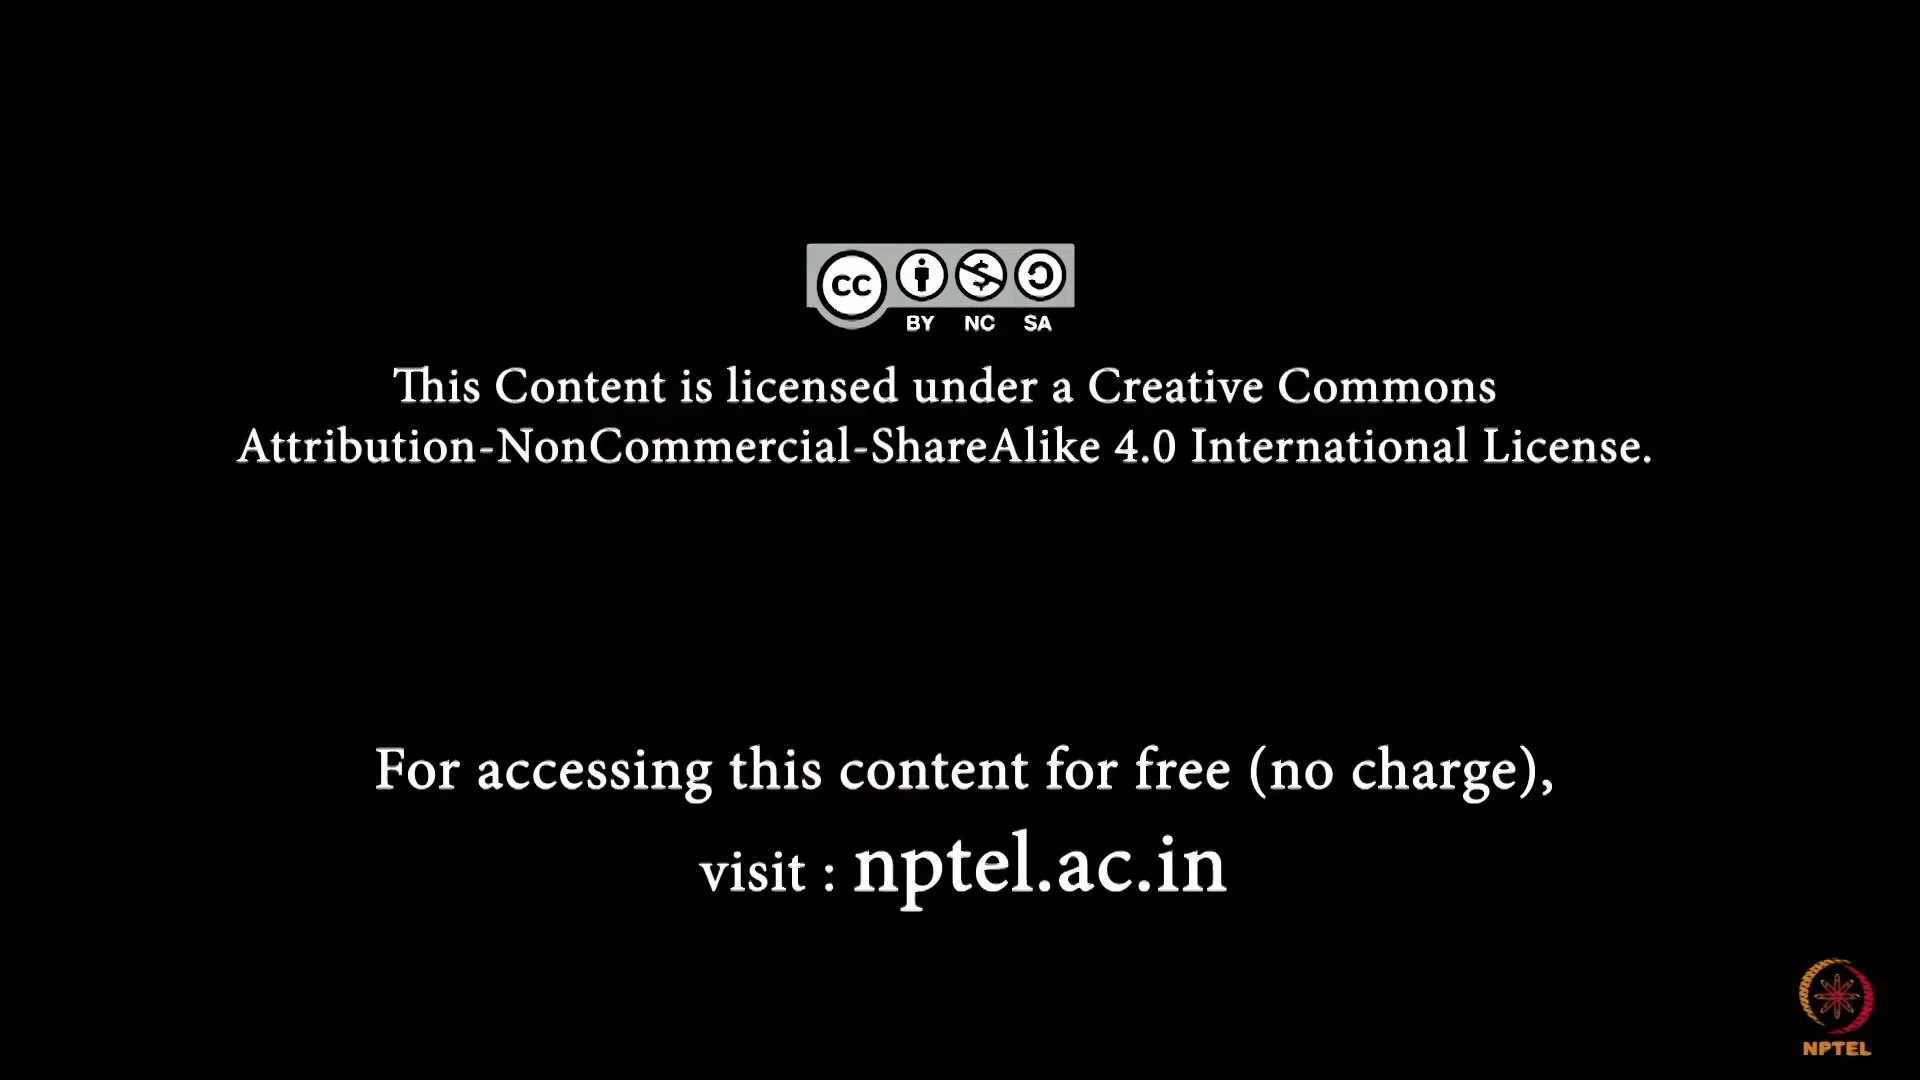 cc
BY NC SA
This Content is licensed under a Creative Commons
Attribution-NonCommercial-ShareAlike 4.0 International License.
For accessing this content for free (no charge),
visit : nptel.ac.in
NPTEL